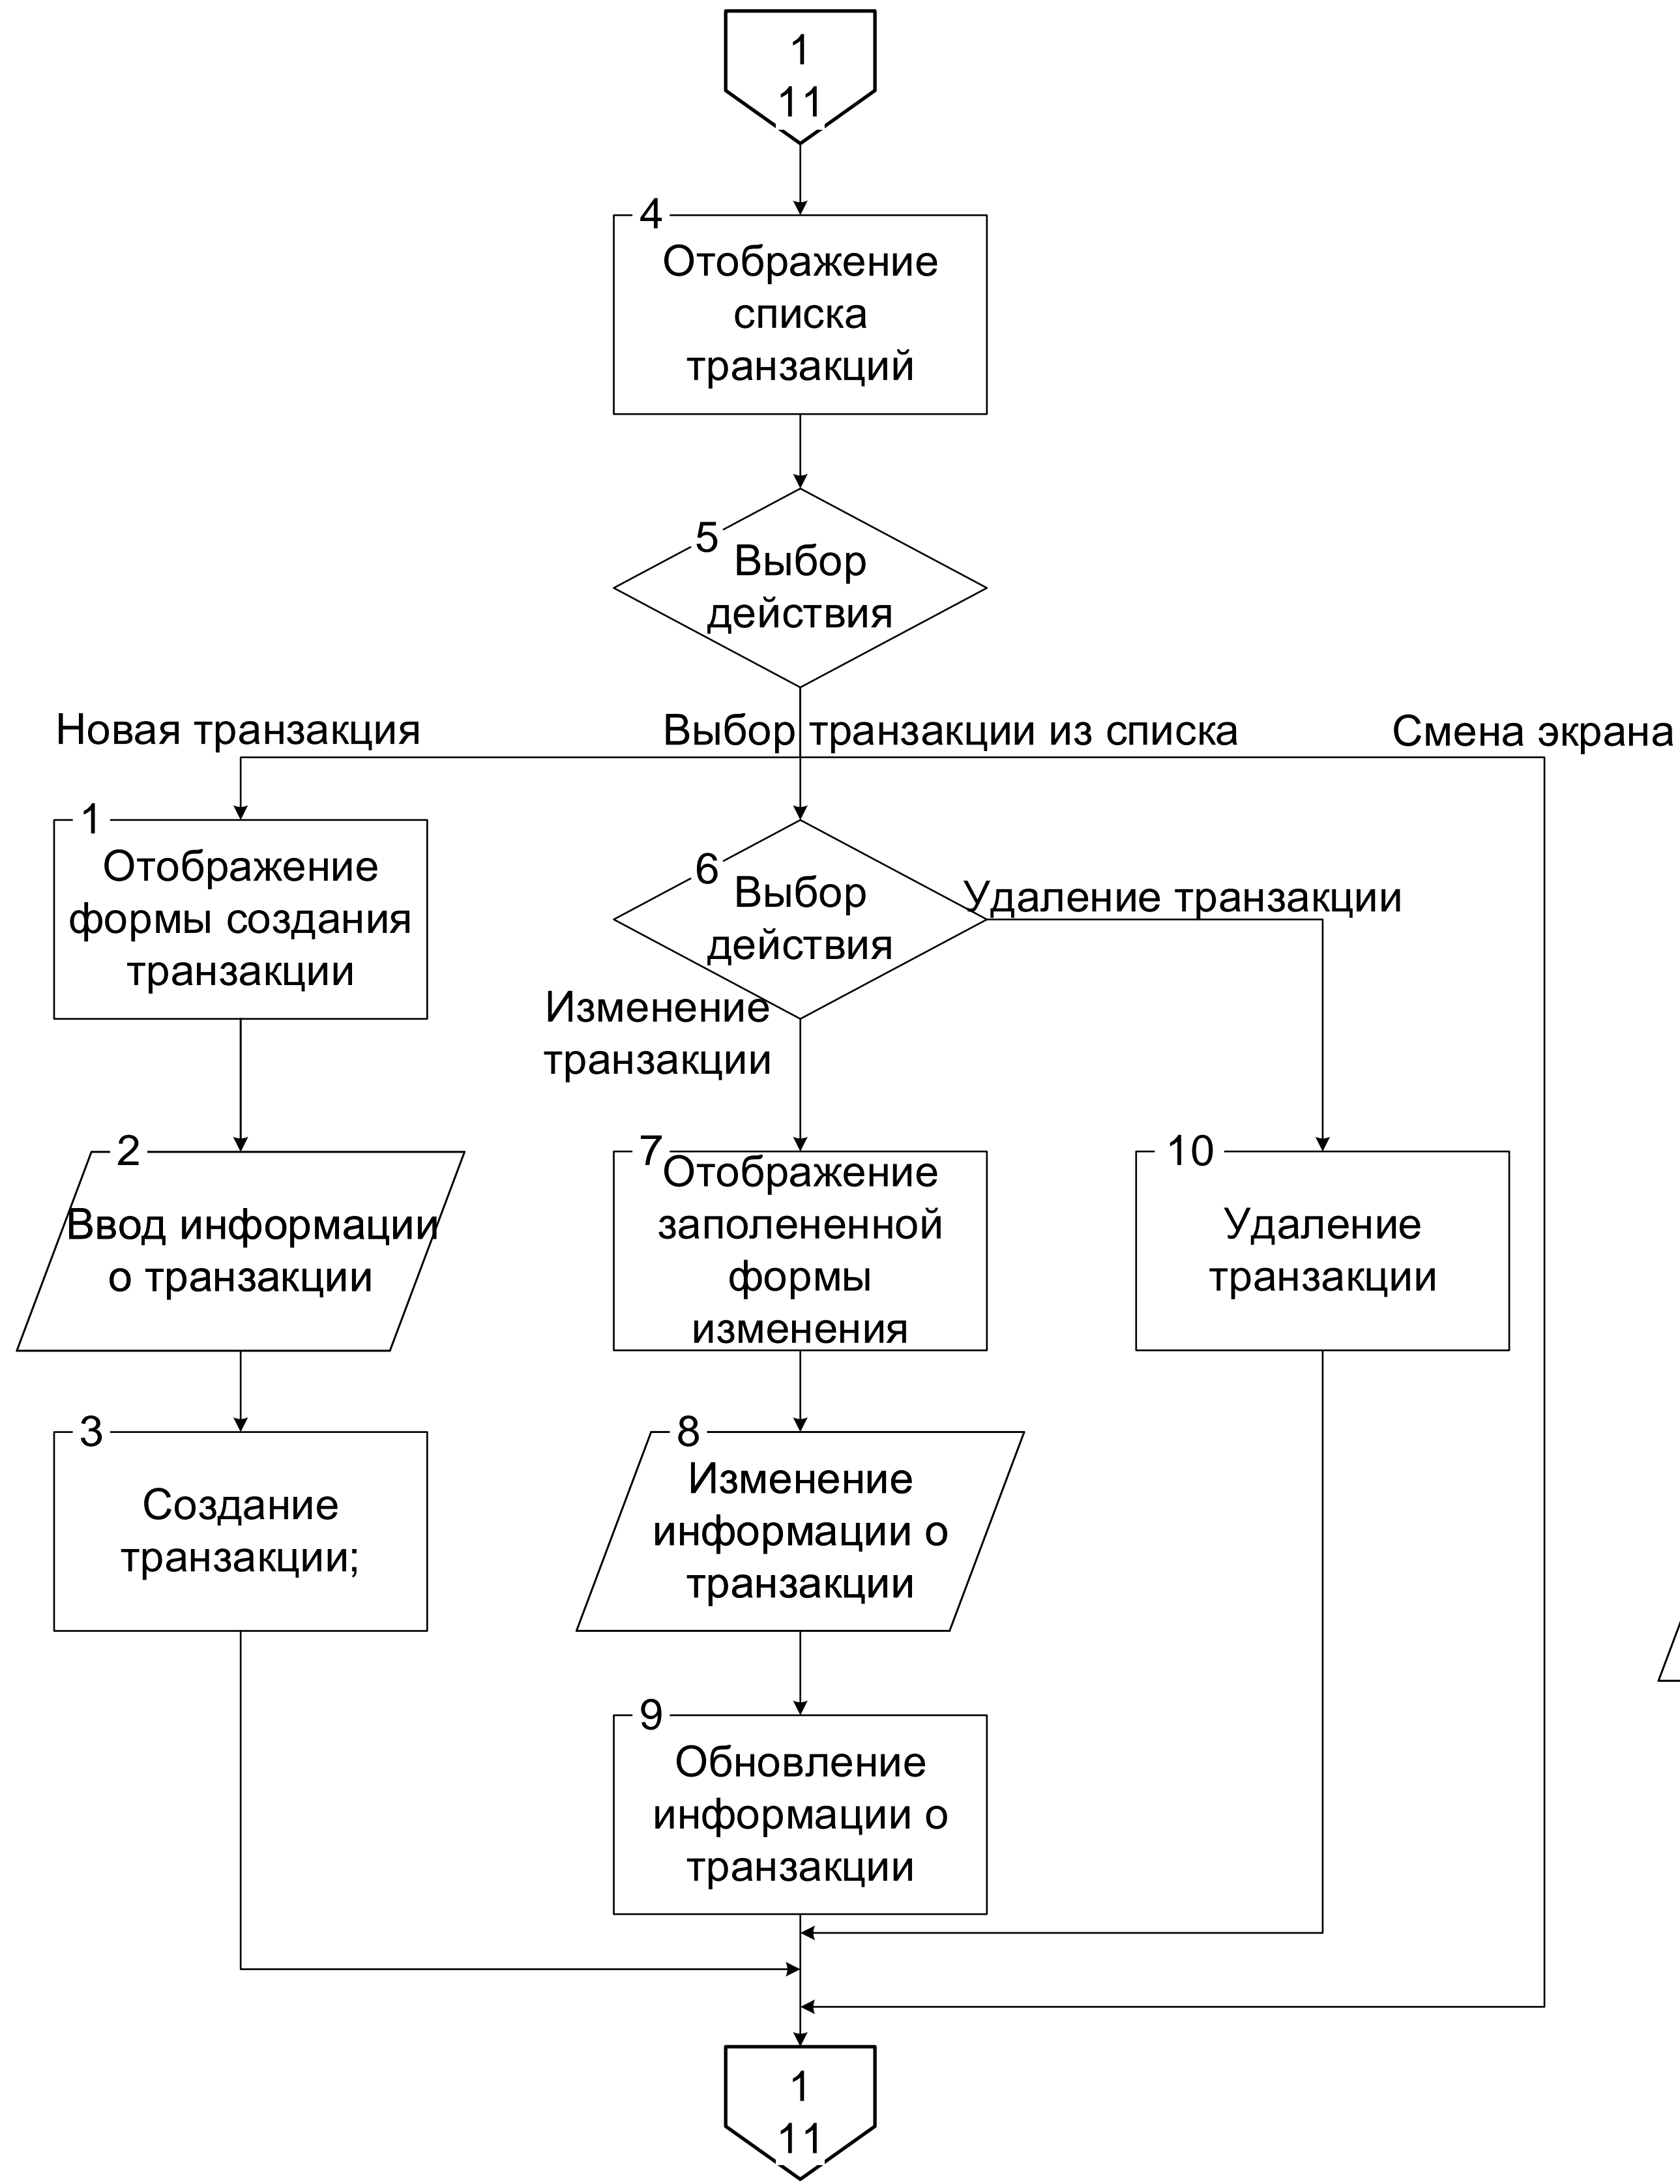 1
11
4
Отображение
списка
транзакций
5
Выбор
действия
Новая транзакция
Выбор транзакции из списка
Смена экрана
1
Отображение
формы создания
транзакции
6
Выбор
действия
Удаление транзакции
Изменение
транзакции
2
Ввод информации
о транзакции
7
Отображение
заполененной
формы
изменения
10
Удаление
транзакции
3
Создание
транзакции;
8
Изменение
информации о
транзакции
9
Обновление
информации о
транзакции
1
11